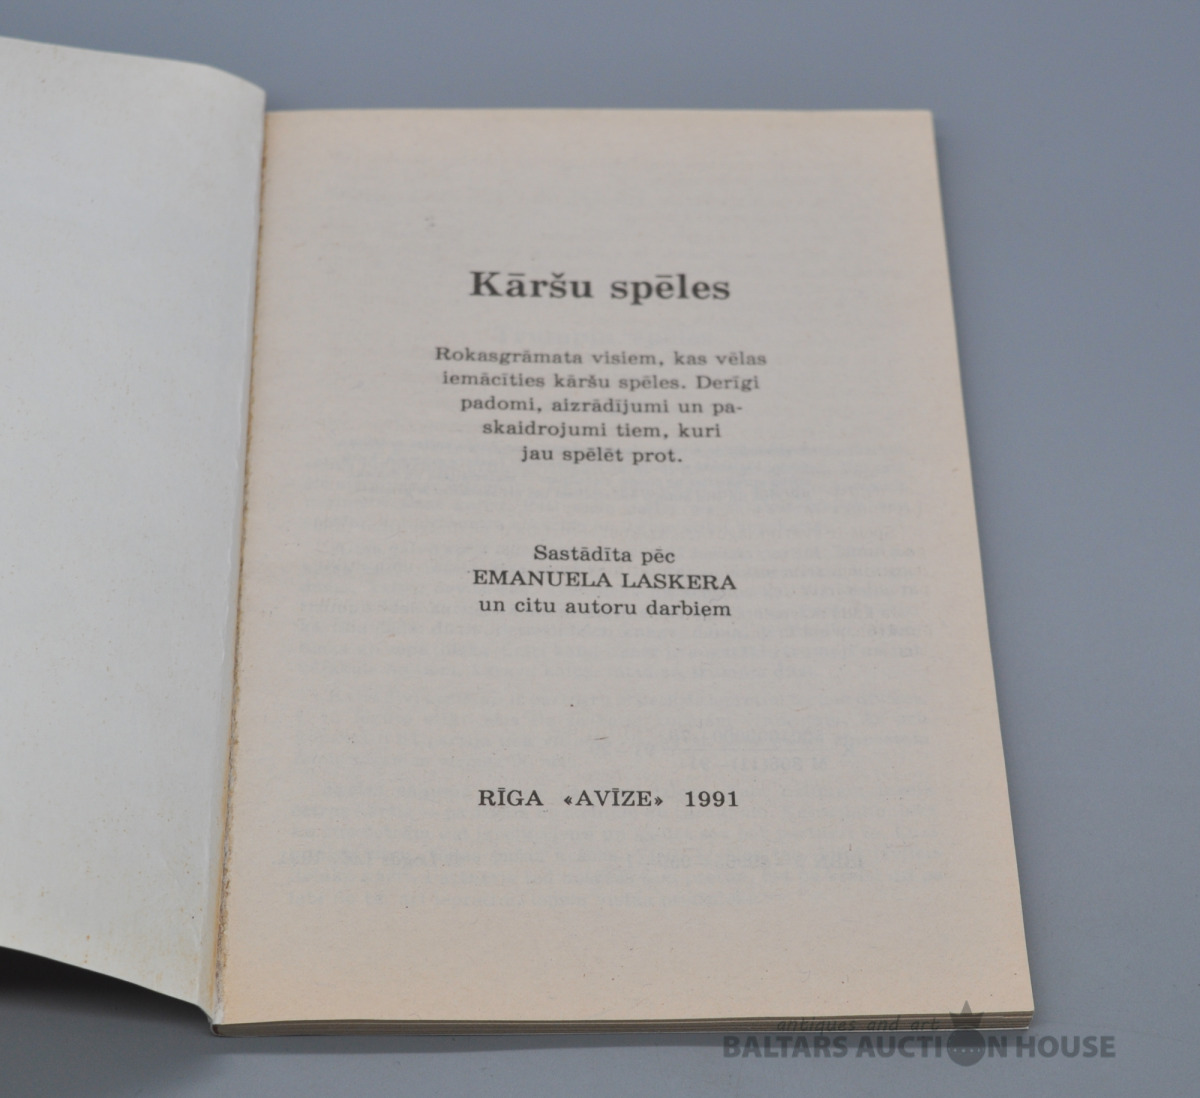 Kāršu spēles
Rokasgrāmata visiem, kas vēlas
iemācīties kāršu spēles. Derīgi
padomi, aizrādījumi un pa-
skaidrojumi tiem, kuri
jau spēlēt prot.
Sastādīta pēc
EMANUELA LASKERA
un citu autoru darbiem
RĪGA «AVĪZE» 1991
antiques and art
BALTARS AUCTION HOUSE